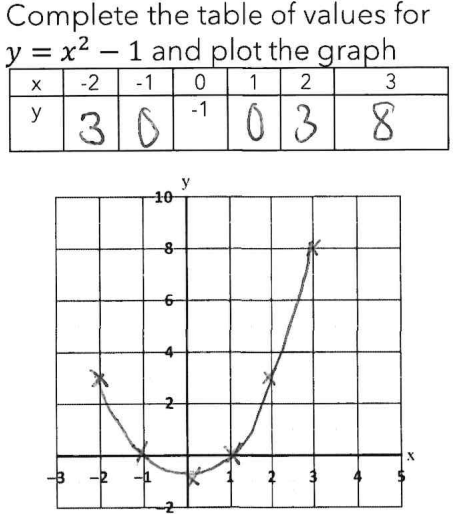 Complete the table of values for
y = x² – 1 and plot the graph
x -2 -1 0 1 2 3
y 3 0 -1 0 3 8
y
10
8
6
4
2
x
-3 -2 -1 1 2 3 4 5
-2